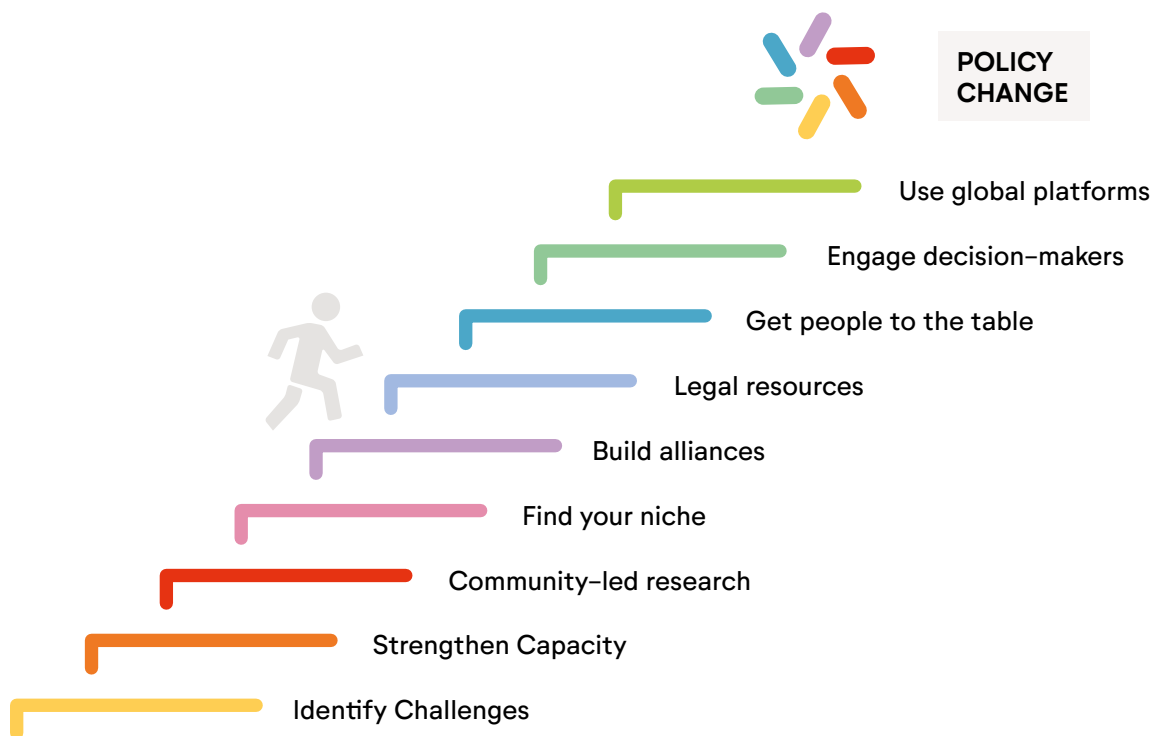 POLICY
CHANGE
Use global platforms
Engage decision-makers
Get people to the table
Legal resources
Build alliances
Find your niche
Community-led research
Strengthen Capacity
Identify Challenges